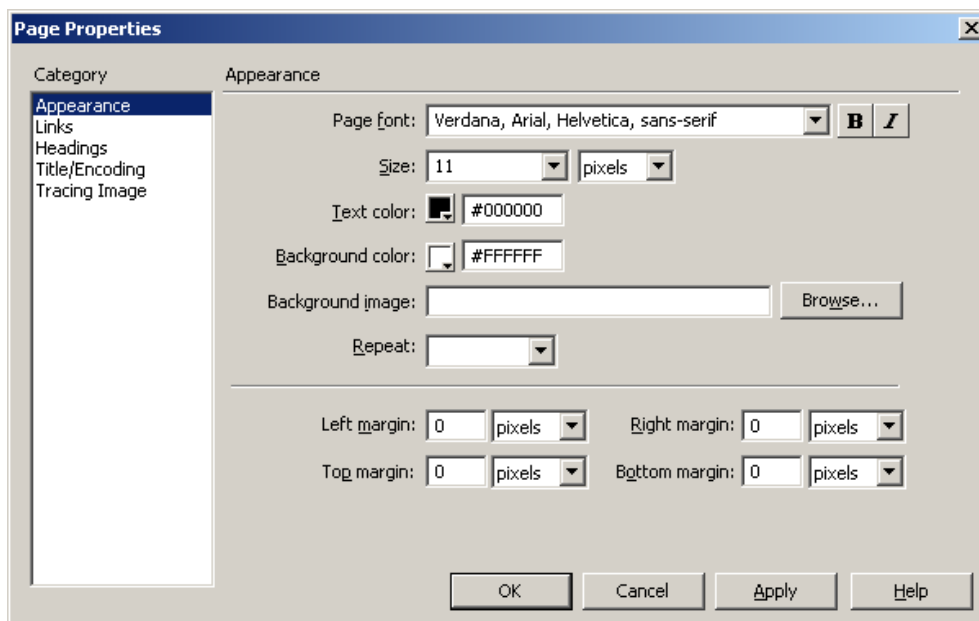 Page Properties
Category
Appearance
Links
Headings
Title/Encoding
Tracing Image
Appearance
Page font: Verdana, Arial, Helvetica, sans-serif B I
Size: 11 pixels
Text color: #000000
Background color: #FFFFFF
Background image: Browse...
Repeat:
Left margin: 0 pixels Right margin: 0 pixels
Top margin: 0 pixels Bottom margin: 0 pixels
OK Cancel Apply Help